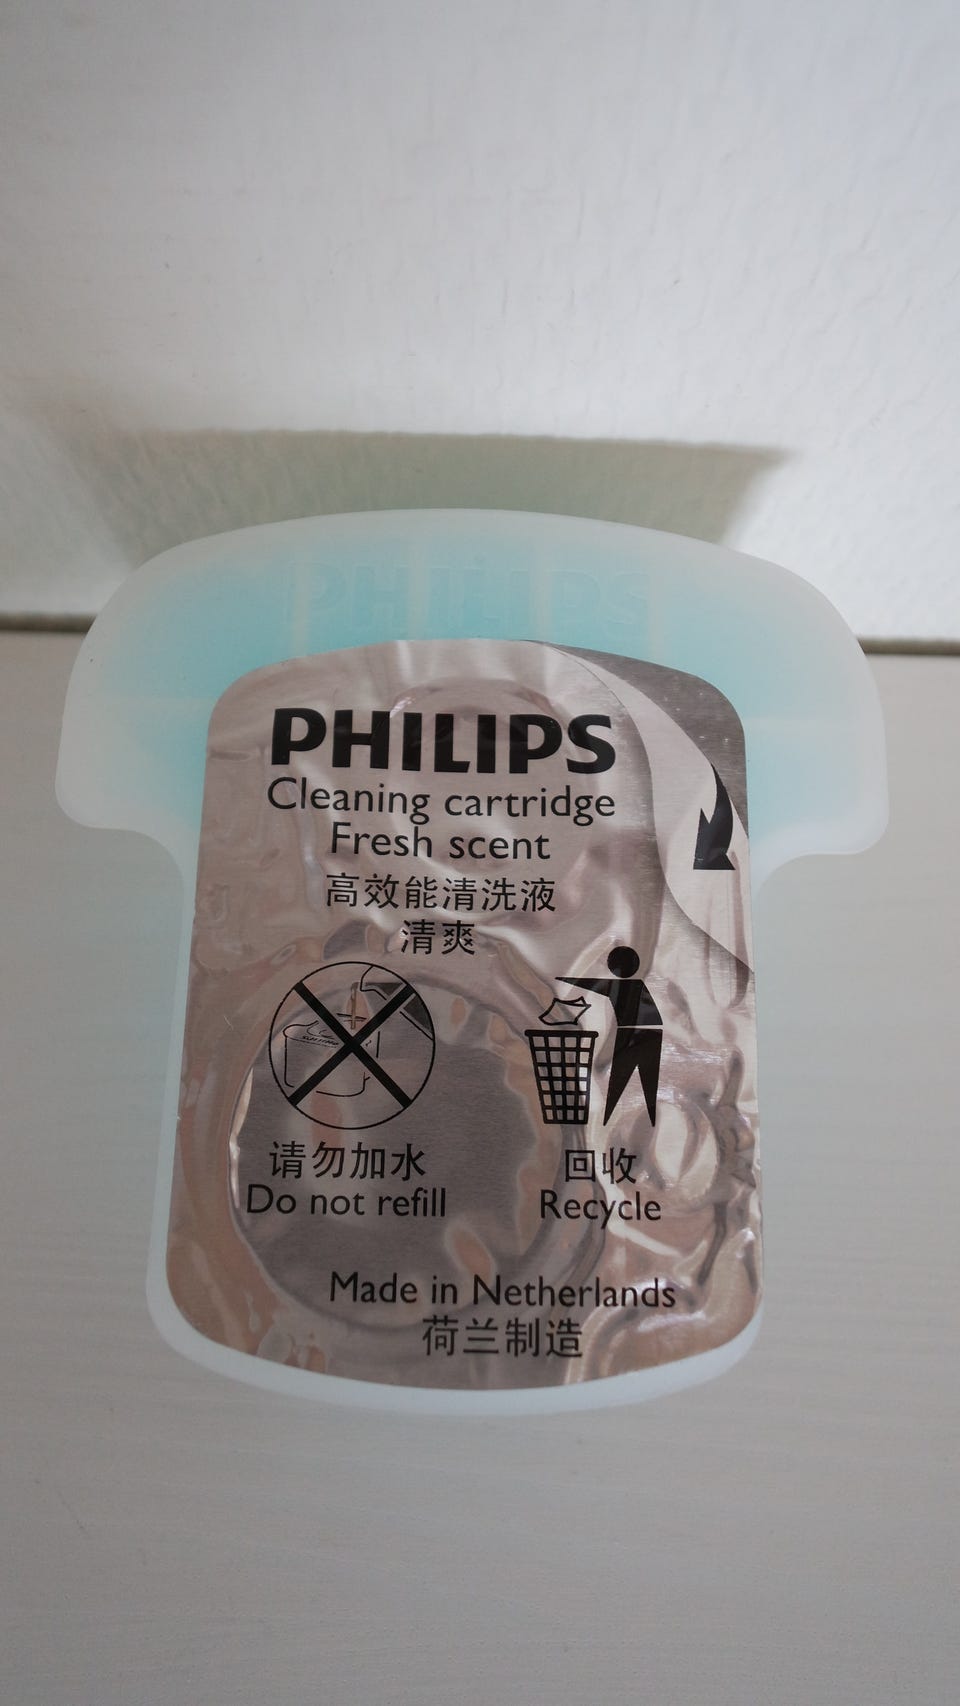 PHILIPS
PHILIPS
Cleaning cartridge
Fresh scent
高效能清洗液
清爽
请勿加水
Do not refill
回收
Recycle
Made in Netherlands
荷兰制造